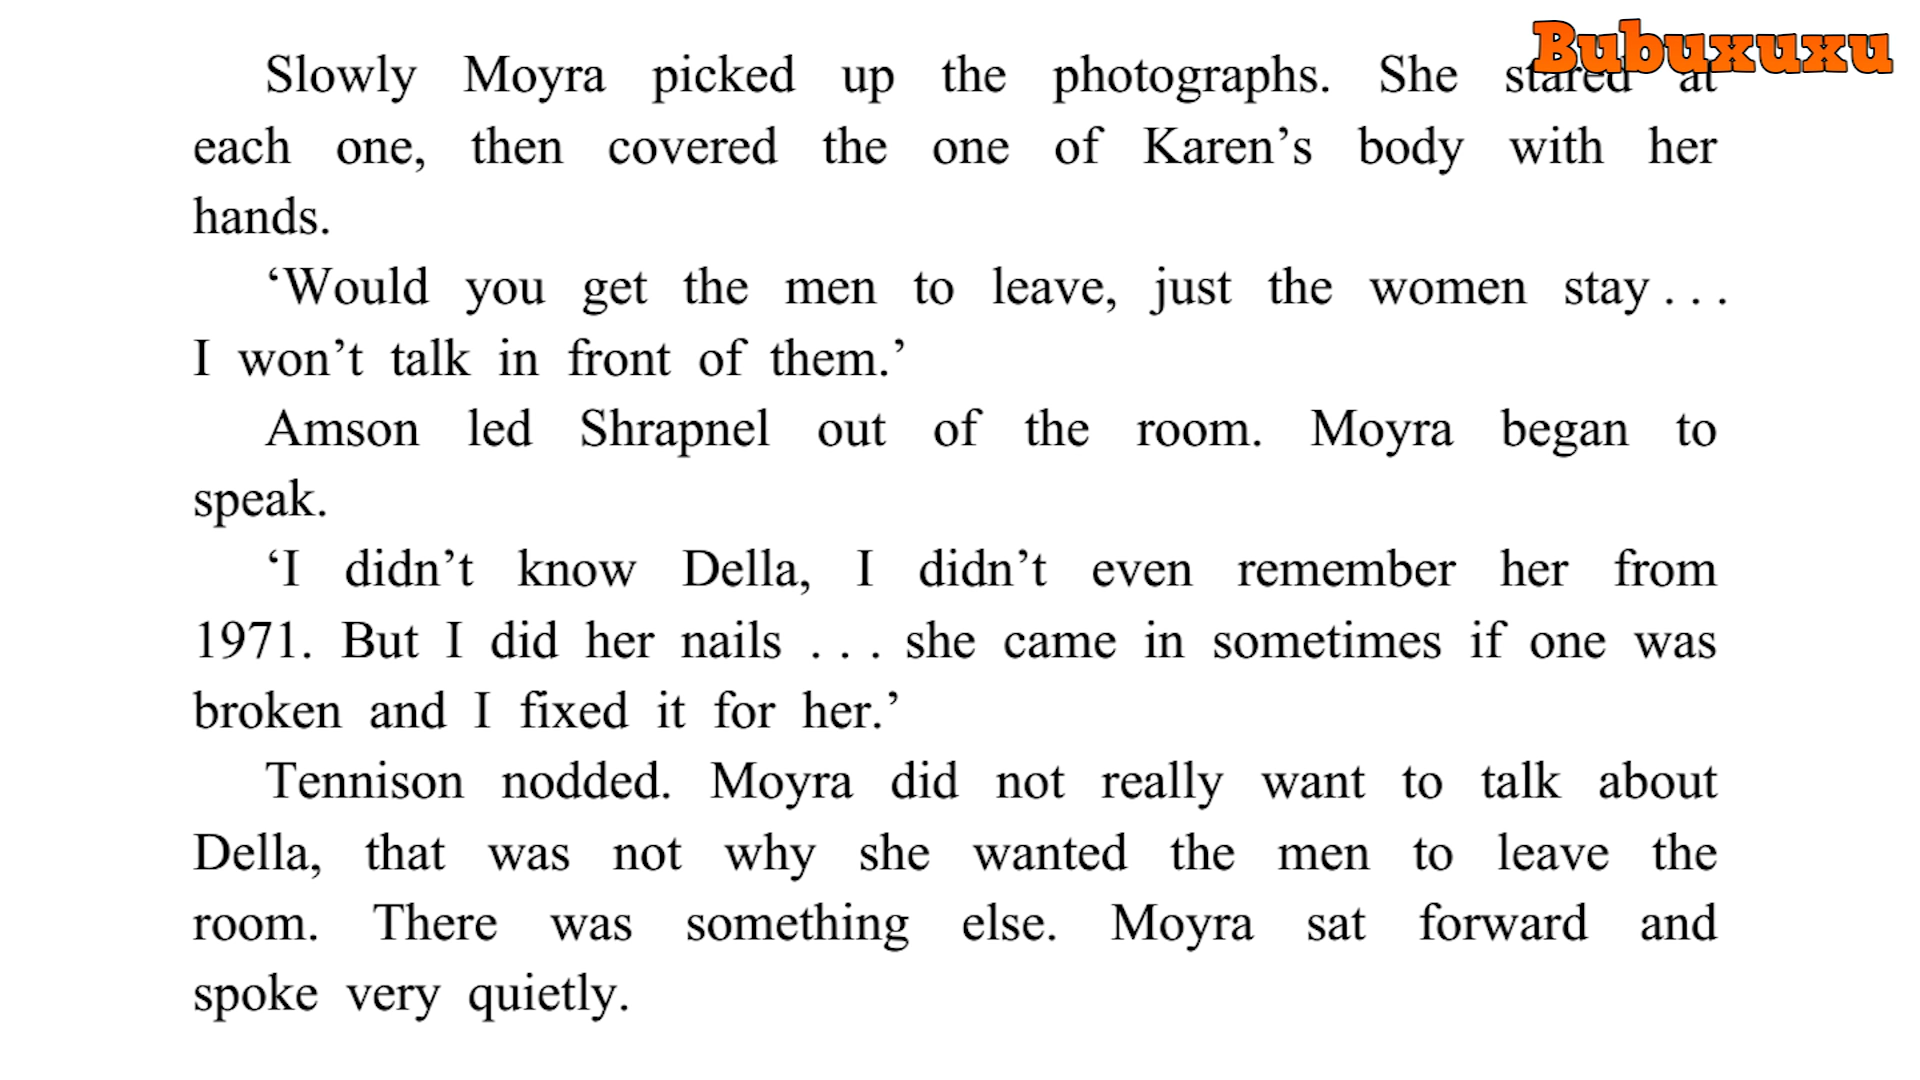 Bubuxuxu
Slowly Moyra picked up the photographs. She stared at
each one, then covered the one of Karen’s body with her
hands.
‘Would you get the men to leave, just the women stay . . .
I won’t talk in front of them.’
Amson led Shrapnel out of the room. Moyra began to
speak.
‘I didn’t know Della, I didn’t even remember her from
1971. But I did her nails . . . she came in sometimes if one was
broken and I fixed it for her.’
Tennison nodded. Moyra did not really want to talk about
Della, that was not why she wanted the men to leave the
room. There was something else. Moyra sat forward and
spoke very quietly.